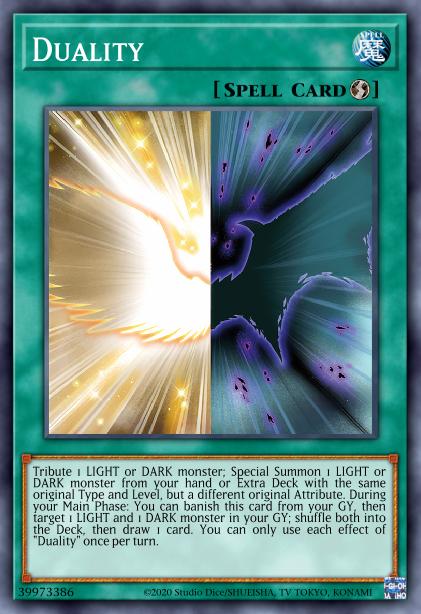 DUALITY
SPELL
魔
[SPELL CARD]
Tribute 1 LIGHT or DARK monster; Special Summon 1 LIGHT or
DARK monster from your hand or Extra Deck with the same
original Type and Level, but a different original Attribute. During
your Main Phase: You can banish this card from your GY, then
target 1 LIGHT and 1 DARK monster in your GY; shuffle both into
the Deck, then draw 1 card. You can only use each effect of
"Duality" once per turn.
39973386
©2020 Studio Dice/SHUEISHA, TV TOKYO, KONAMI